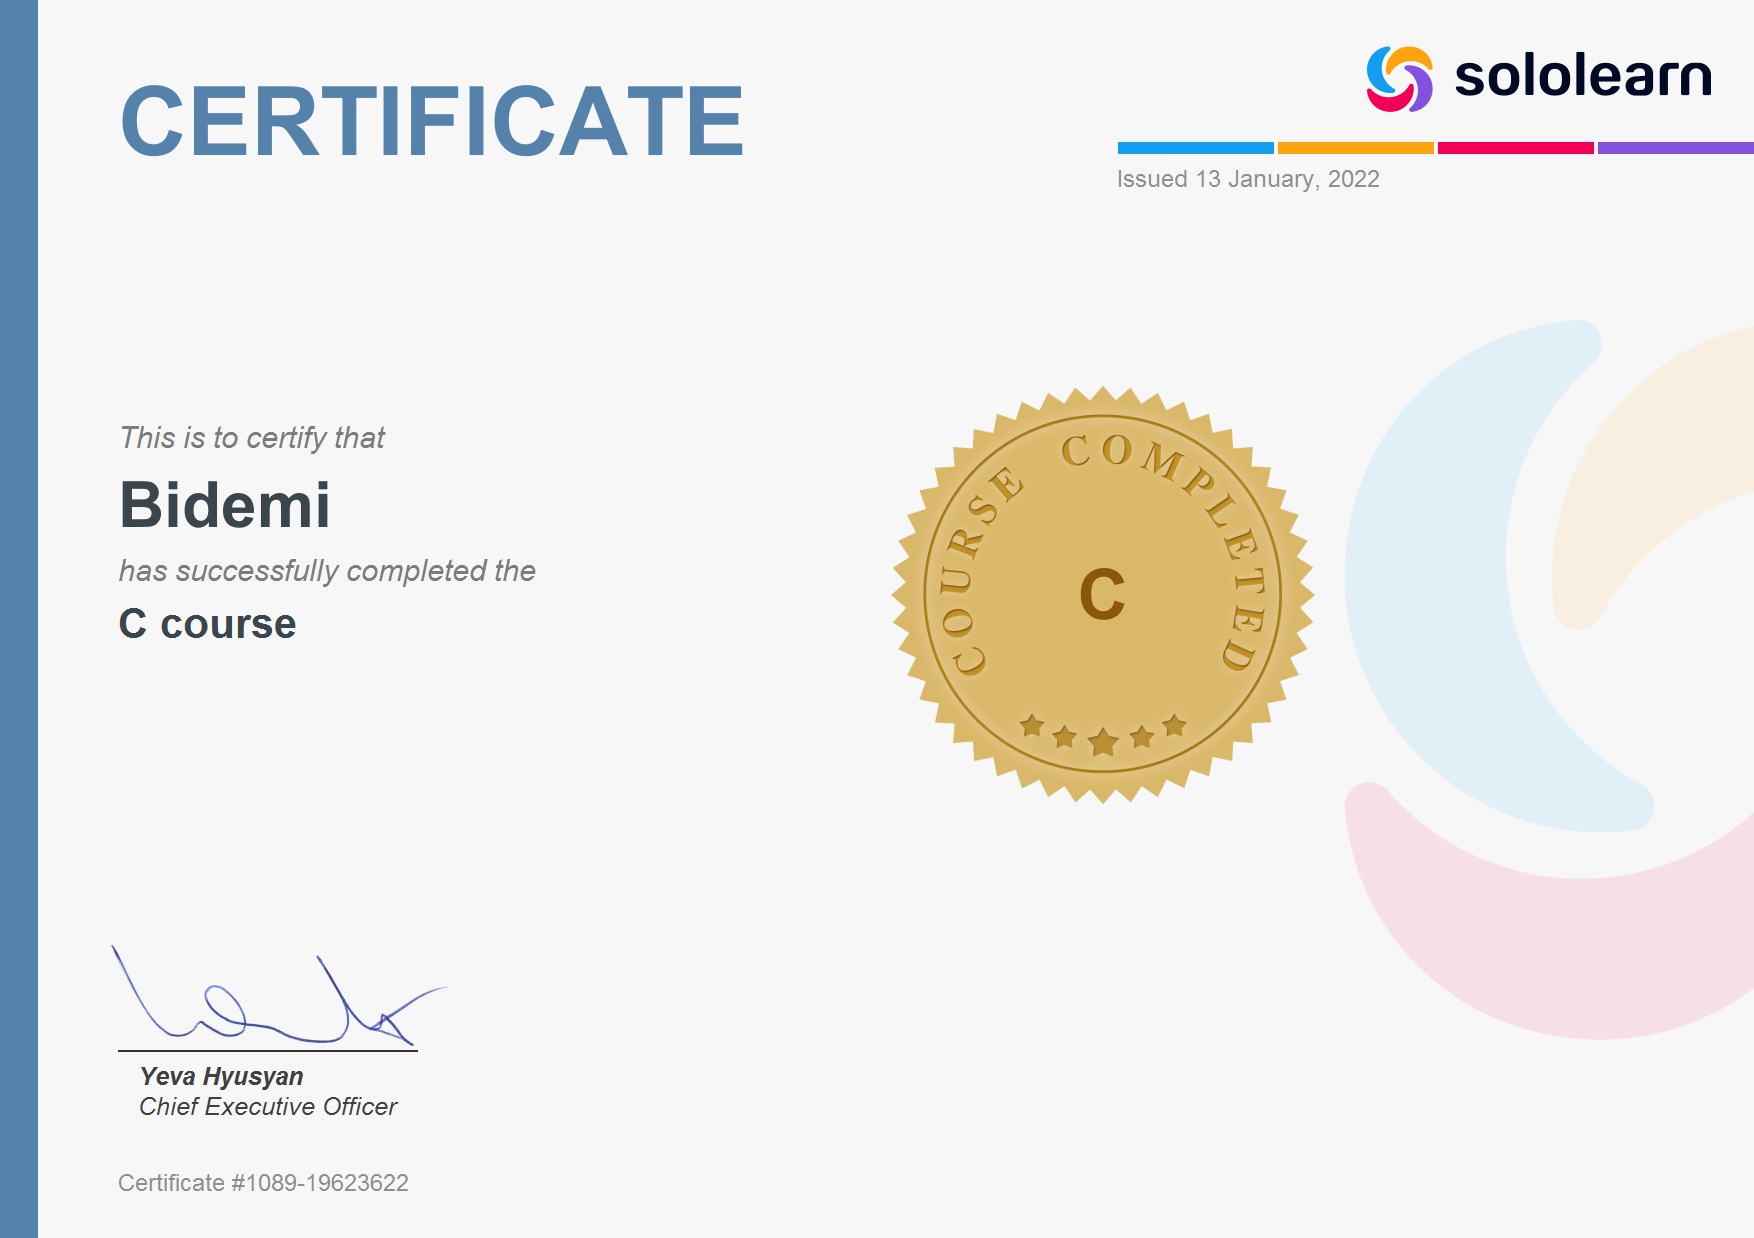 CERTIFICATE
sololearn
Issued 13 January, 2022
This is to certify that
Bidemi
has successfully completed the
C course
COURSE COMPLETED
C
Yeva Hyusyan
Chief Executive Officer
Certificate #1089-19623622